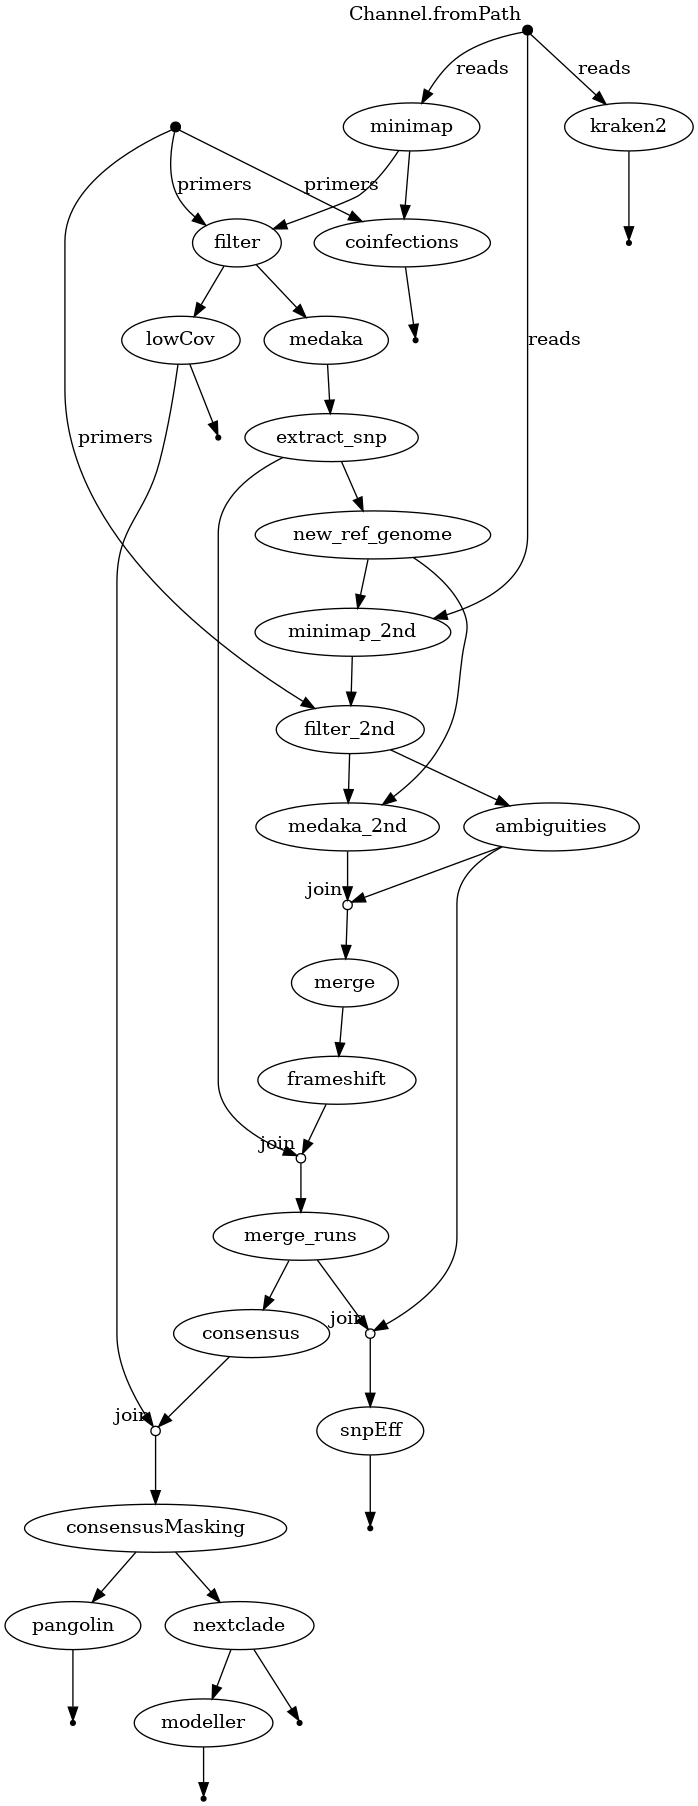 Channel.fromPath
reads
reads
minimap
kraken2
primers
primers
filter
coinfections
lowCov
medaka
reads
primers
extract_snp
new_ref_genome
minimap_2nd
filter_2nd
medaka_2nd
ambiguities
join
merge
frameshift
join
merge_runs
consensus
join
join
snpEff
consensusMasking
pangolin
nextclade
modeller